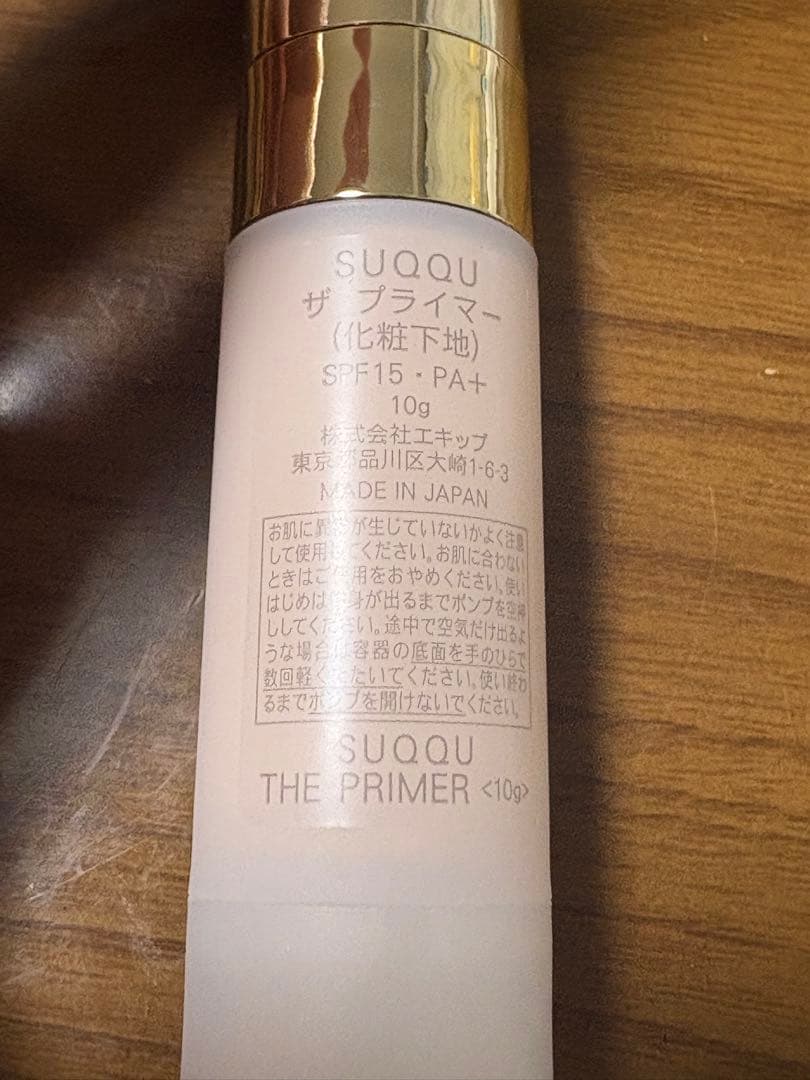 SUQQU
ザ プライマー
(化粧下地)
SPF15・PA+
10g
株式会社エキップ
東京都品川区大崎1-6-3
MADE IN JAPAN
お肌に異常が生じていないかよく注意
して使用してください。お肌に合わない
ときはご使用をおやめください。使い
はじめは中身が出るまでポンプを空押
ししてください。途中で空気だけ出るよ
うな場合は容器の底面を手のひらで
数回軽くたたいてください。使い終わ
るまでポンプを開けないでください。
SUQQU
THE PRIMER <10g>